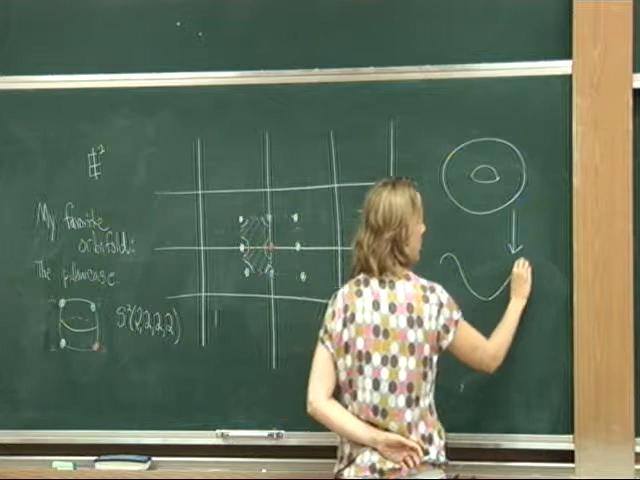 𝔼²
My favorite
orbifold:
The pillowcase.
S²(2,2,2,2)